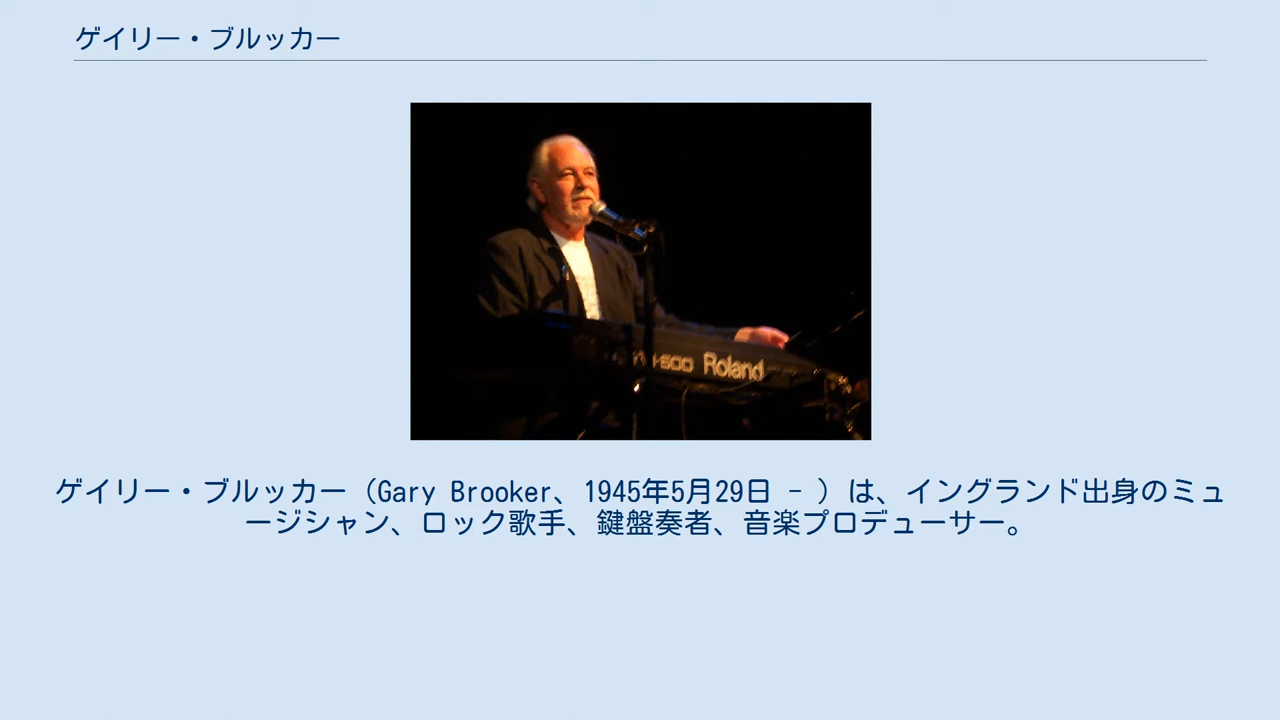 ゲイリー・ブルッカー
Roland
ゲイリー・ブルッカー（Gary Brooker、1945年5月29日 - ）は、イングランド出身のミュ
ージシャン、ロック歌手、鍵盤奏者、音楽プロデューサー。